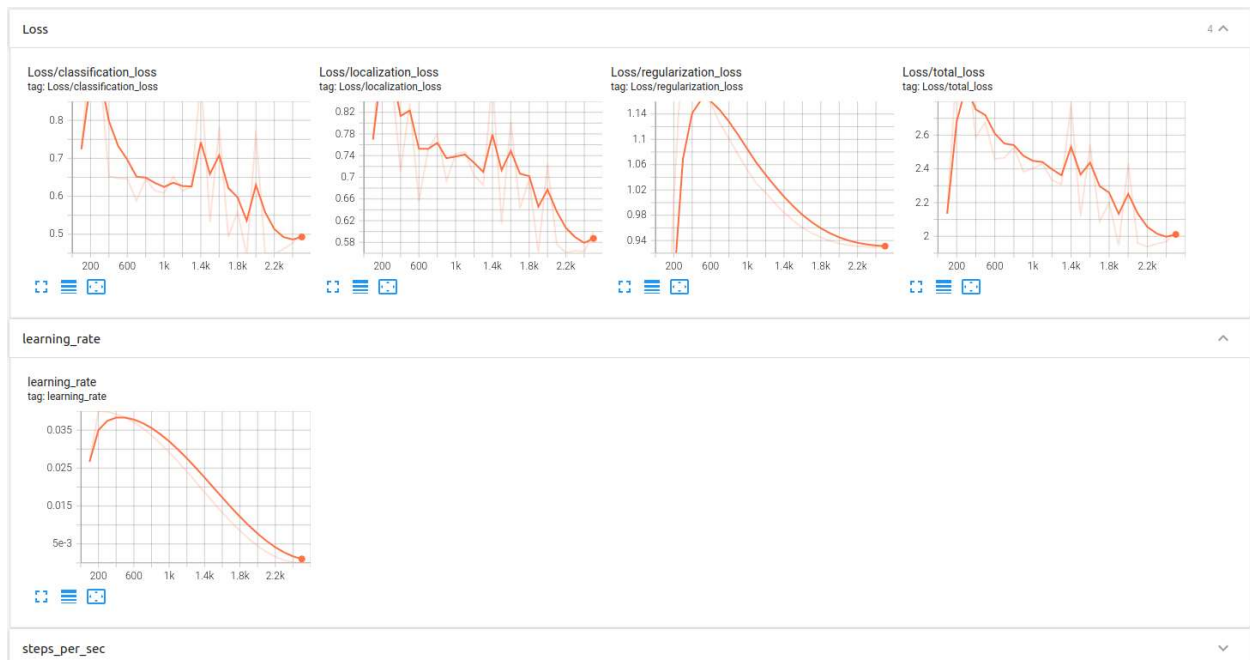 Loss
4
Loss/classification_loss
tag: Loss/classification_loss
0.8
0.7
0.6
0.5
200 600 1k 1.4k 1.8k 2.2k
Loss/localization_loss
tag: Loss/localization_loss
0.82
0.78
0.74
0.7
0.66
0.62
0.58
200 600 1k 1.4k 1.8k 2.2k
Loss/regularization_loss
tag: Loss/regularization_loss
1.14
1.1
1.06
1.02
0.98
0.94
200 600 1k 1.4k 1.8k 2.2k
Loss/total_loss
tag: Loss/total_loss
2.6
2.4
2.2
2
200 600 1k 1.4k 1.8k 2.2k
learning_rate
learning_rate
tag: learning_rate
0.035
0.025
0.015
5e-3
200 600 1k 1.4k 1.8k 2.2k
steps_per_sec